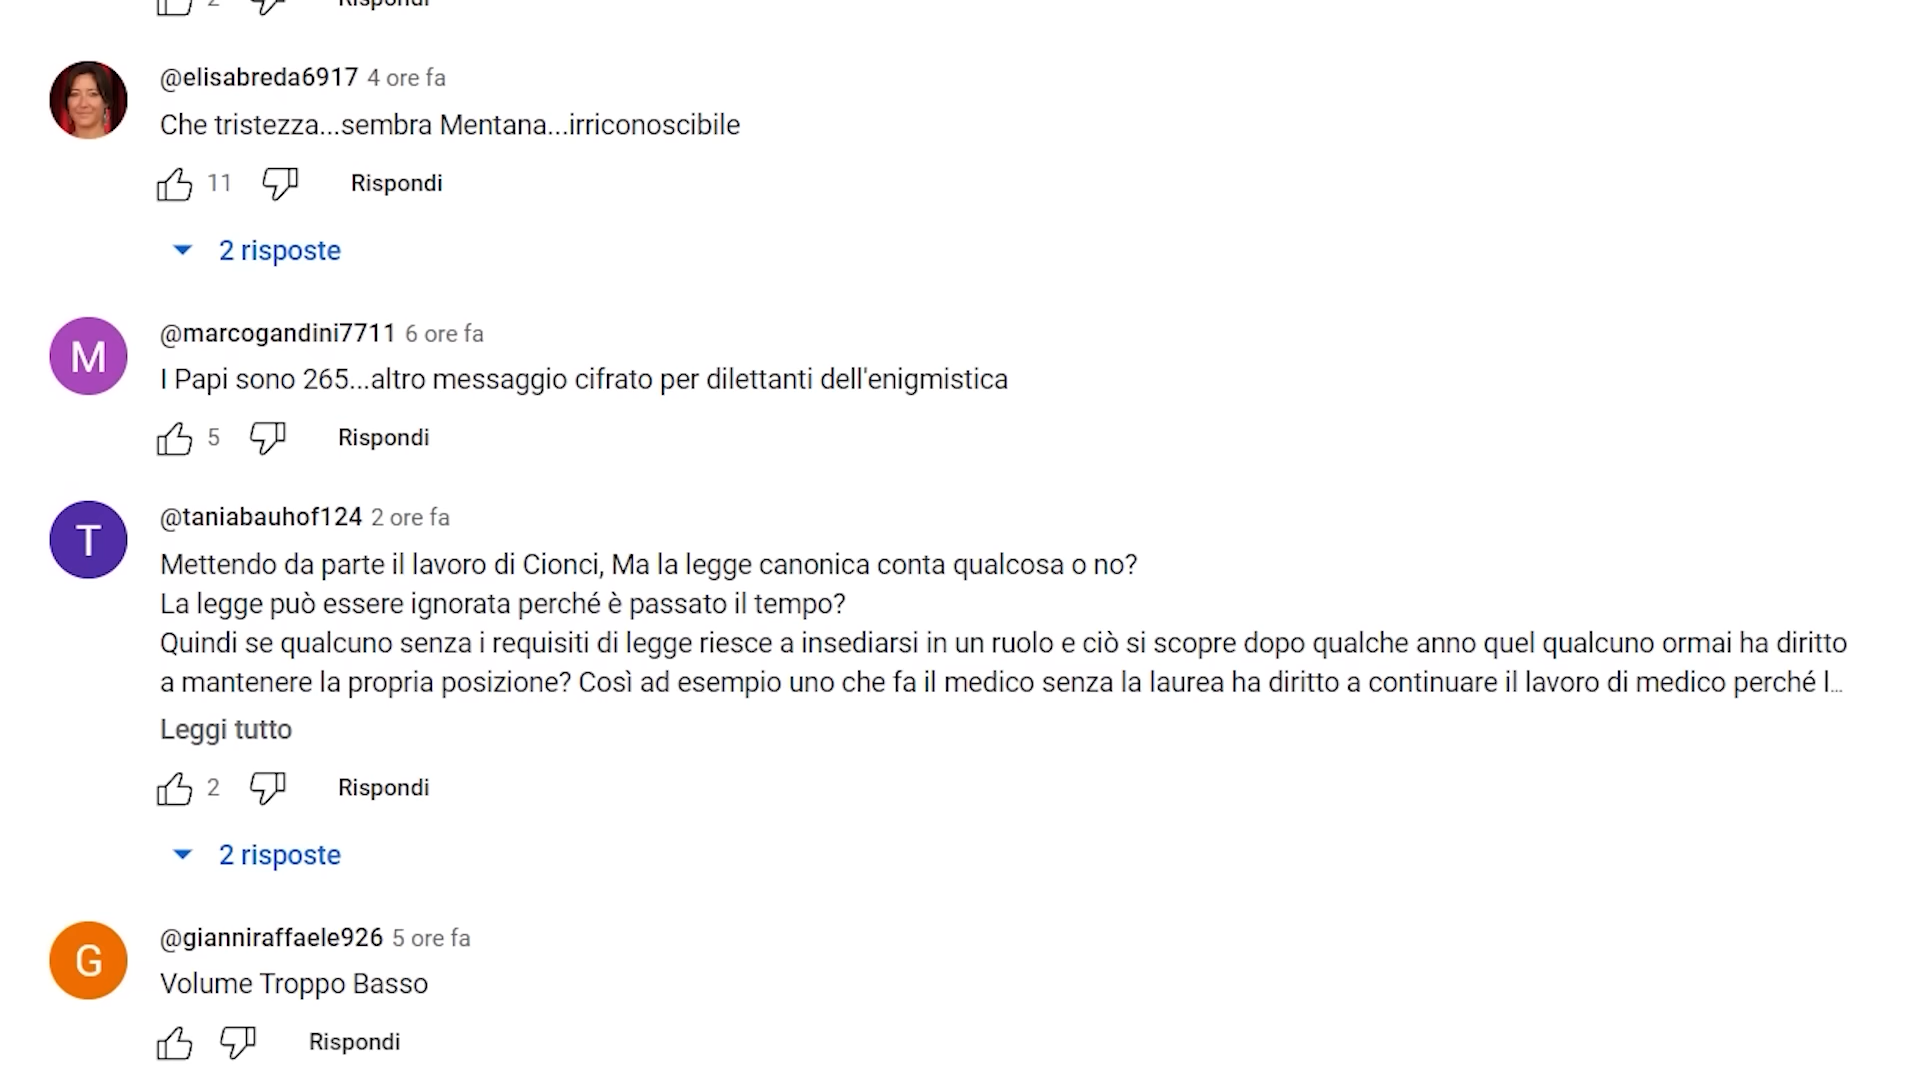 2 Rispondi
@elisabreda6917 4 ore fa
Che tristezza...sembra Mentana...irriconoscibile
11 Rispondi
2 risposte
M
@marcogandini7711 6 ore fa
I Papi sono 265...altro messaggio cifrato per dilettanti dell'enigmistica
5 Rispondi
T
@taniabauhof124 2 ore fa
Mettendo da parte il lavoro di Cionci, Ma la legge canonica conta qualcosa o no?
La legge può essere ignorata perché è passato il tempo?
Quindi se qualcuno senza i requisiti di legge riesce a insediarsi in un ruolo e ciò si scopre dopo qualche anno quel qualcuno ormai ha diritto
a mantenere la propria posizione? Così ad esempio uno che fa il medico senza la laurea ha diritto a continuare il lavoro di medico perché l...
Leggi tutto
2 Rispondi
2 risposte
G
@gianniraffaele926 5 ore fa
Volume Troppo Basso
Rispondi